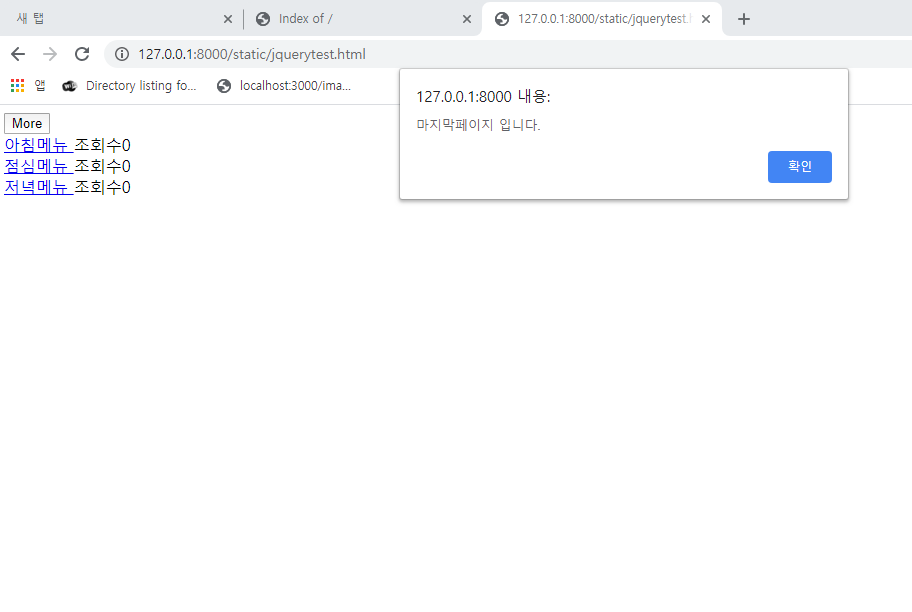 새 탭
Index of /
127.0.0.1:8000/static/jquerytest.h
127.0.0.1:8000/static/jquerytest.html
앱
Directory listing fo...
localhost:3000/ima...
127.0.0.1:8000 내용:
마지막페이지 입니다.
확인
More
아침메뉴 조회수0
점심메뉴 조회수0
저녁메뉴 조회수0